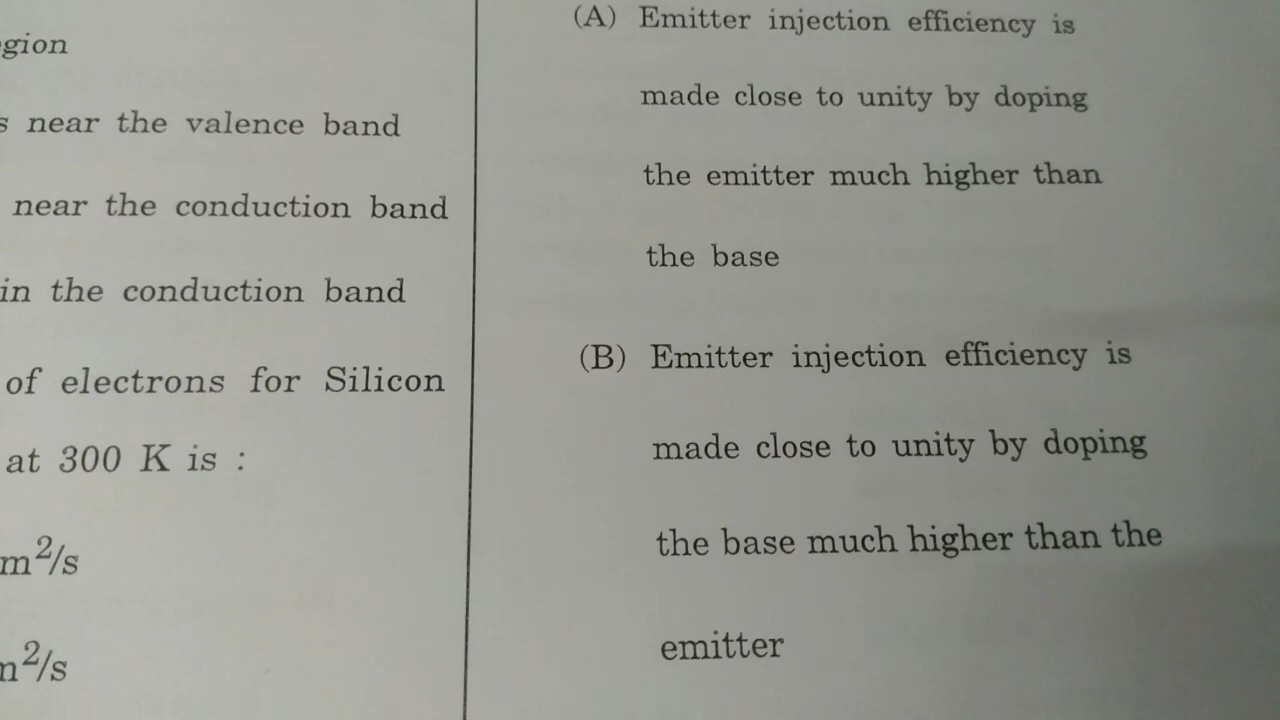 near the valence band
near the conduction band
in the conduction band
of electrons for Silicon
at 300 K is :
m²/s
m²/s
(A) Emitter injection efficiency is
made close to unity by doping
the emitter much higher than
the base
(B) Emitter injection efficiency is
made close to unity by doping
the base much higher than the
emitter